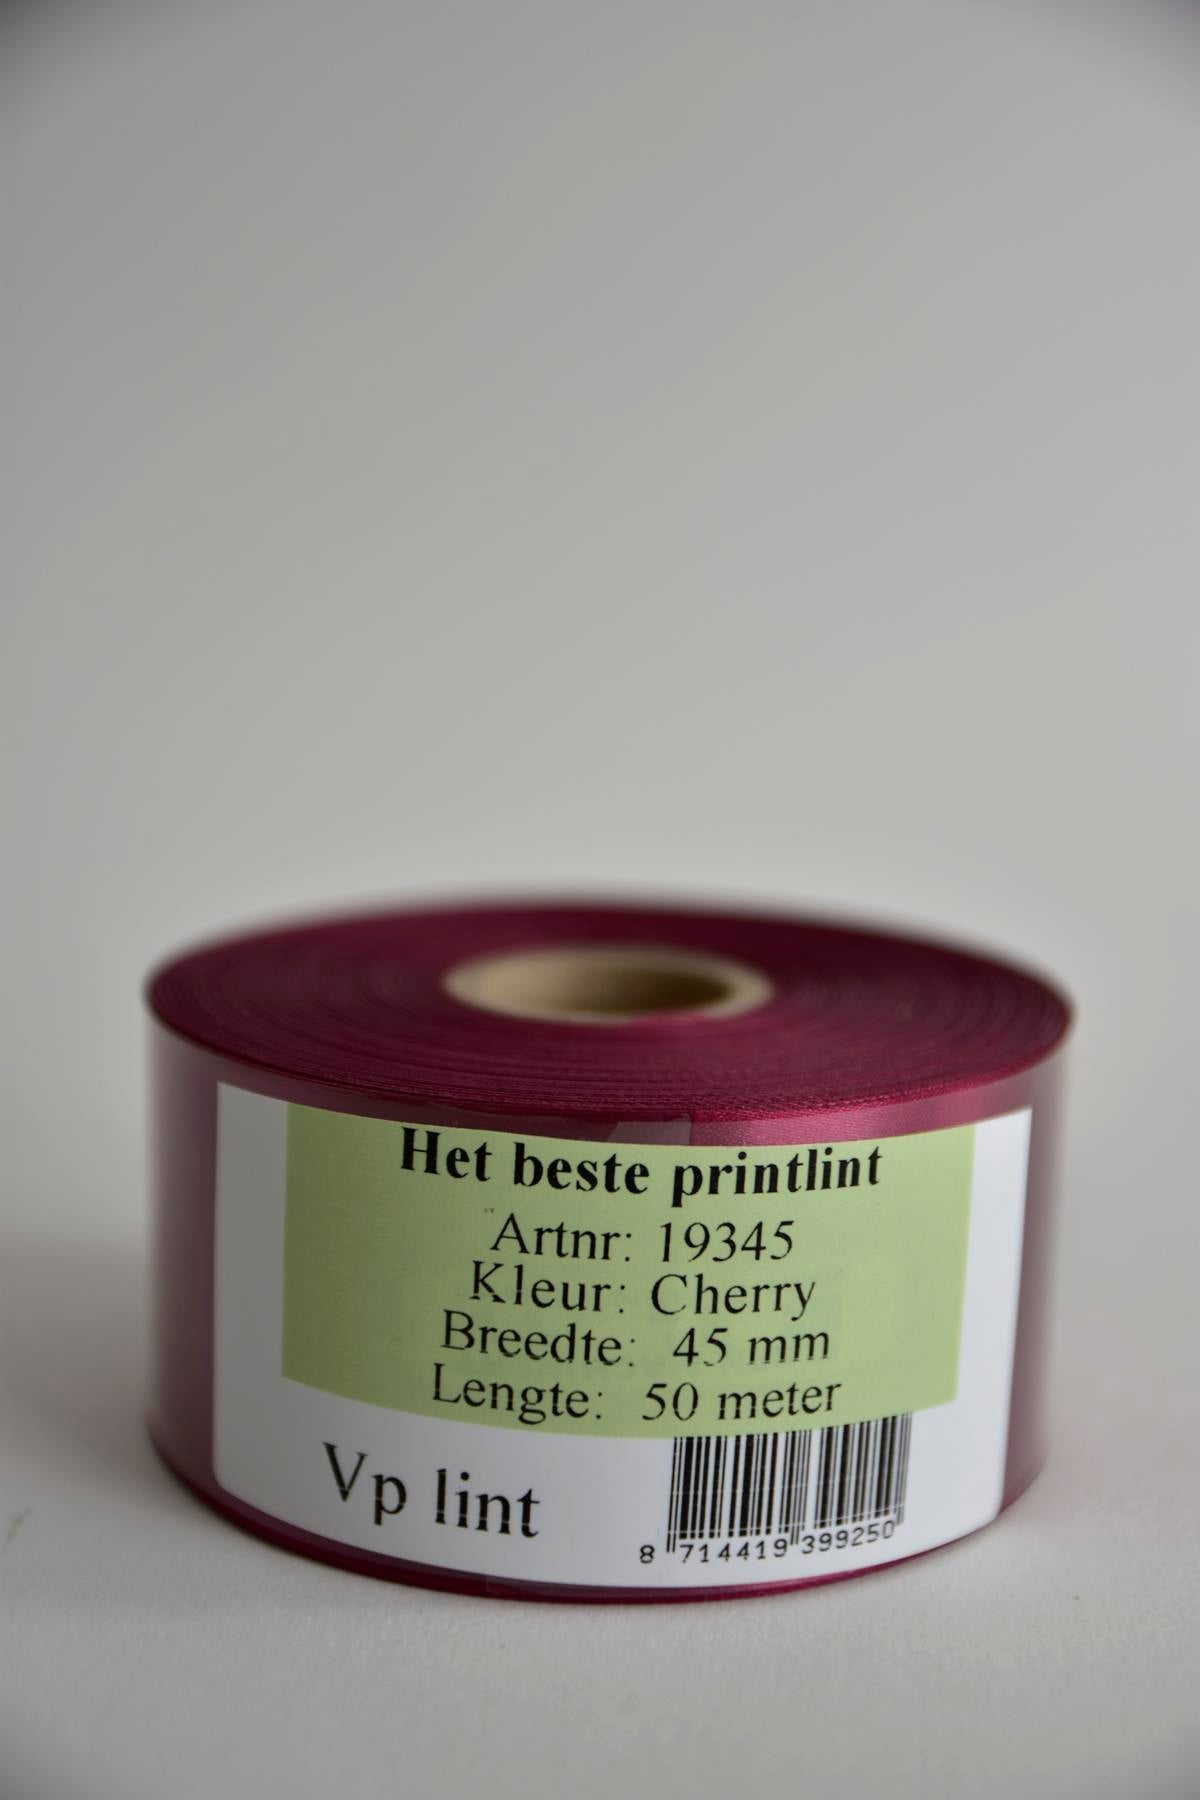 Het beste printlint
Artnr: 19345
Kleur: Cherry
Breedte: 45 mm
Lengte: 50 meter
Vp lint
8 714419 399250